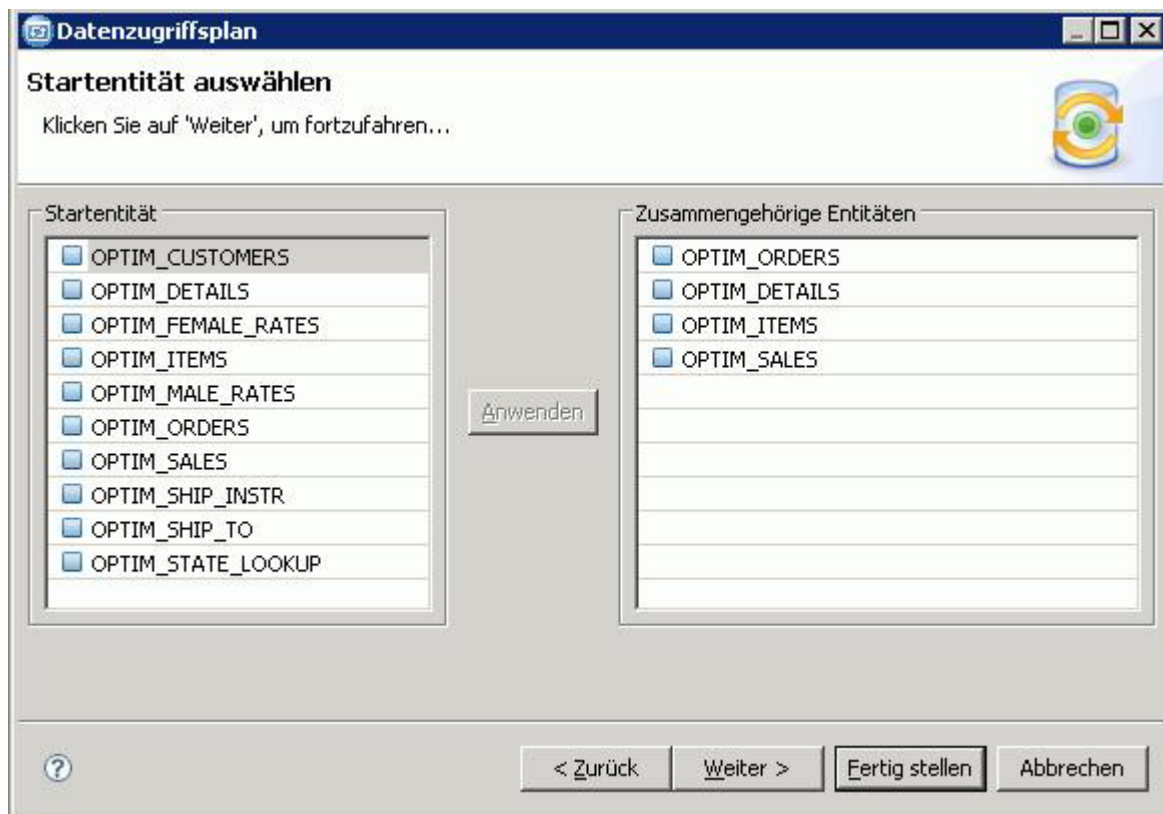 Datenzugriffsplan
Startentität auswählen
Klicken Sie auf 'Weiter', um fortzufahren...
Startentität
OPTIM_CUSTOMERS
OPTIM_DETAILS
OPTIM_FEMALE_RATES
OPTIM_ITEMS
OPTIM_MALE_RATES
OPTIM_ORDERS
OPTIM_SALES
OPTIM_SHIP_INSTR
OPTIM_SHIP_TO
OPTIM_STATE_LOOKUP
Anwenden
Zusammengehörige Entitäten
OPTIM_ORDERS
OPTIM_DETAILS
OPTIM_ITEMS
OPTIM_SALES
?
< Zurück
Weiter >
Fertig stellen
Abbrechen